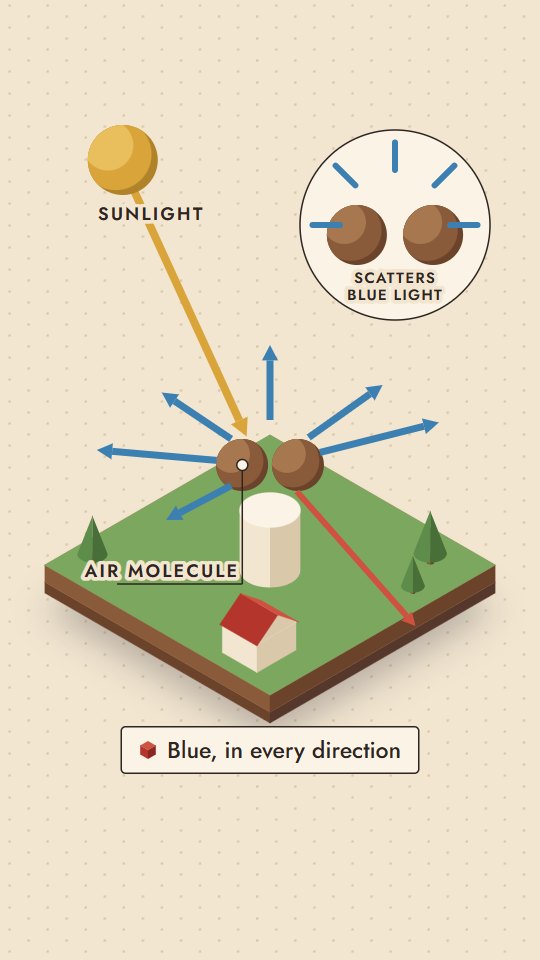 SUNLIGHT
SCATTERS
BLUE LIGHT
AIR MOLECULE
Blue, in every direction